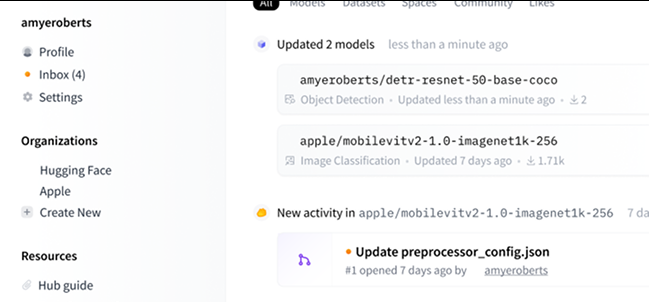 All Models Datasets Spaces Community Likes
amyeroberts
Profile
Inbox (4)
Settings
Organizations
Hugging Face
Apple
Create New
Resources
Hub guide
Updated 2 models less than a minute ago
amyeroberts/detr-resnet-50-base-coco
Object Detection • Updated less than a minute ago • 2
apple/mobilevitv2-1.0-imagenet1k-256
Image Classification • Updated 7 days ago • 1.71k
New activity in apple/mobilevitv2-1.0-imagenet1k-256 7 da
Update preprocessor_config.json
#1 opened 7 days ago by amyeroberts